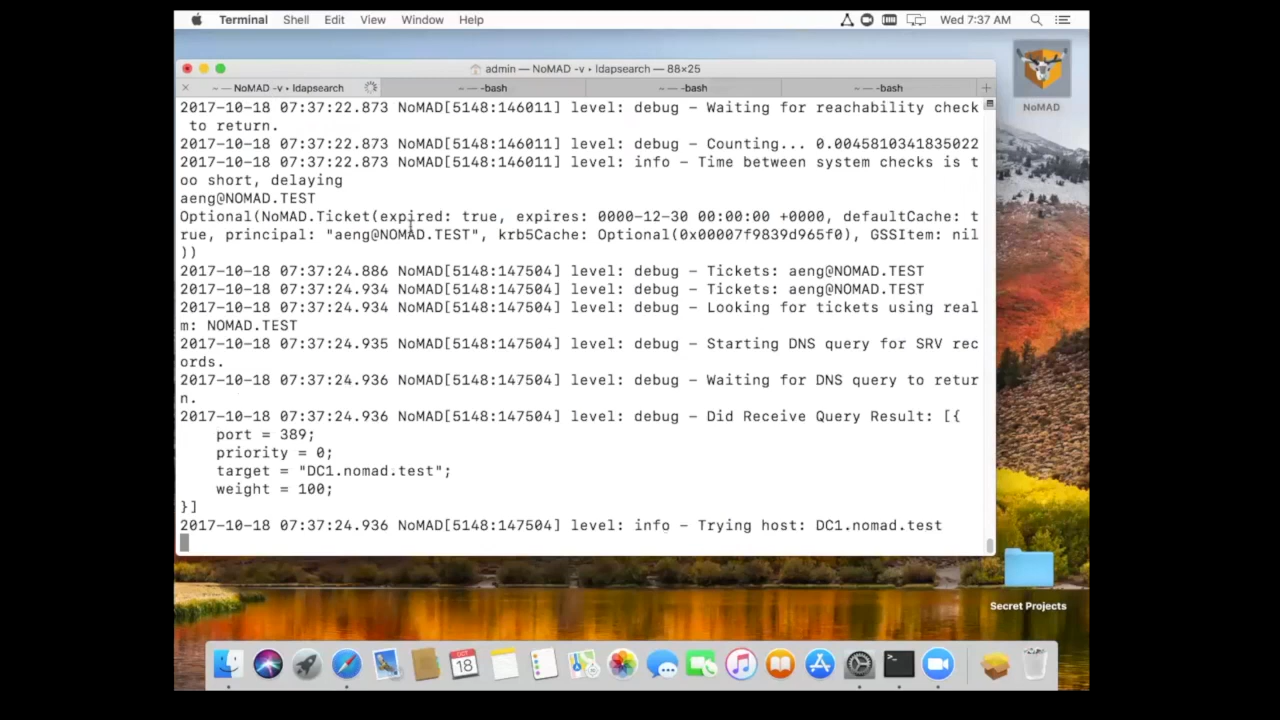 Terminal Shell Edit View Window Help Wed 7:37 AM
admin — NoMAD -v • ldapsearch — 88×25
~ — NoMAD -v • ldapsearch ~ — -bash ~ — -bash ~ — -bash
2017-10-18 07:37:22.873 NoMAD[5148:146011] level: debug - Waiting for reachability check
 to return.
2017-10-18 07:37:22.873 NoMAD[5148:146011] level: debug - Counting... 0.0045810341835022
2017-10-18 07:37:22.873 NoMAD[5148:146011] level: info - Time between system checks is t
oo short, delaying
aeng@NOMAD.TEST
Optional(NoMAD.Ticket(expired: true, expires: 0000-12-30 00:00:00 +0000, defaultCache: t
rue, principal: "aeng@NOMAD.TEST", krb5Cache: Optional(0x00007f9839d965f0), GSSItem: nil
))
2017-10-18 07:37:24.886 NoMAD[5148:147504] level: debug - Tickets: aeng@NOMAD.TEST
2017-10-18 07:37:24.934 NoMAD[5148:147504] level: debug - Tickets: aeng@NOMAD.TEST
2017-10-18 07:37:24.934 NoMAD[5148:147504] level: debug - Looking for tickets using real
m: NOMAD.TEST
2017-10-18 07:37:24.935 NoMAD[5148:147504] level: debug - Starting DNS query for SRV rec
ords.
2017-10-18 07:37:24.936 NoMAD[5148:147504] level: debug - Waiting for DNS query to retur
n.
2017-10-18 07:37:24.936 NoMAD[5148:147504] level: debug - Did Receive Query Result: [{
    port = 389;
    priority = 0;
    target = "DC1.nomad.test";
    weight = 100;
}]
2017-10-18 07:37:24.936 NoMAD[5148:147504] level: info - Trying host: DC1.nomad.test
NoMAD
Secret Projects
OCT
18